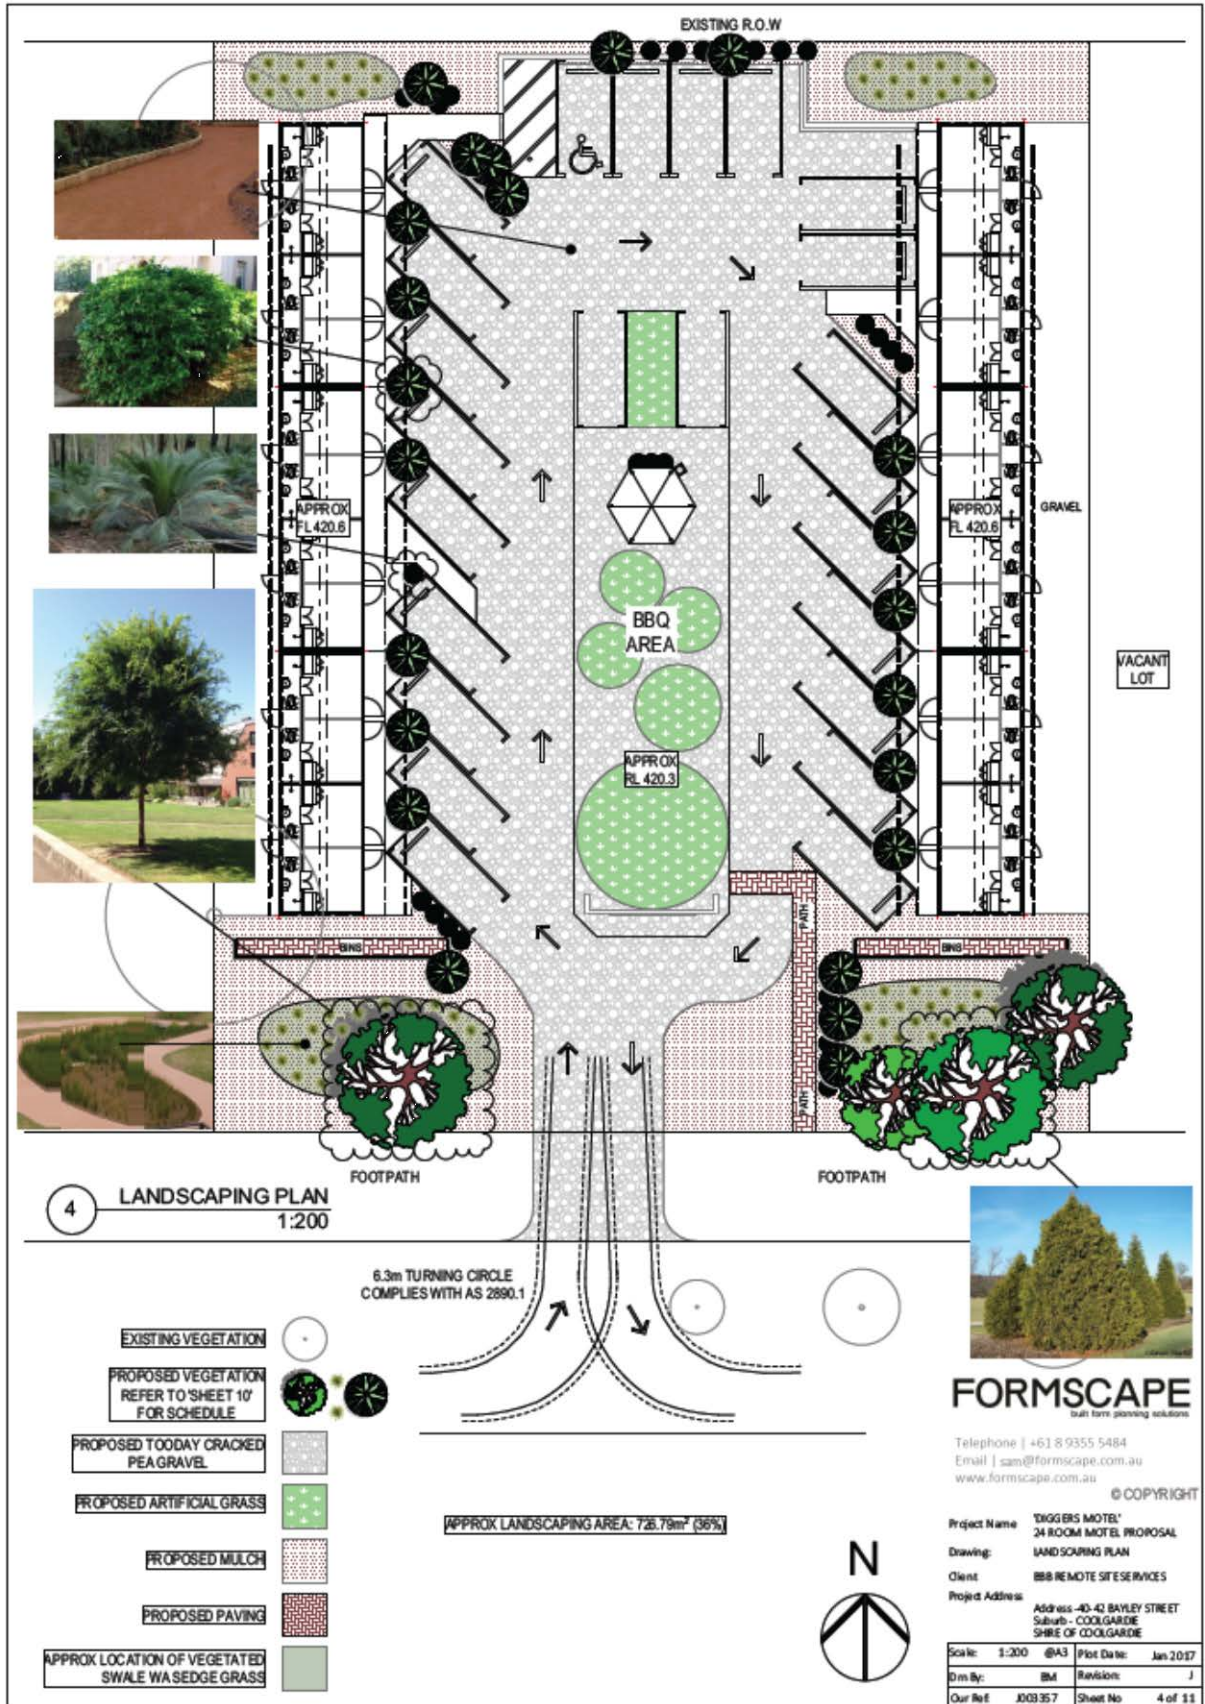 EXISTING R.O.W
APPROX
FL 420.6
APPROX
FL 420.6
GRAVEL
BBQ
AREA
VACANT
LOT
APPROX
RL 420.3
PATH
BINS
BINS
PATH
FOOTPATH
FOOTPATH
4
LANDSCAPING PLAN
1:200
6.3m TURNING CIRCLE
COMPLIES WITH AS 2890.1
EXISTING VEGETATION
PROPOSED VEGETATION
REFER TO 'SHEET 10'
FOR SCHEDULE
PROPOSED TOODAY CRACKED
PEA GRAVEL
PROPOSED ARTIFICIAL GRASS
PROPOSED MULCH
PROPOSED PAVING
APPROX LOCATION OF VEGETATED
SWALE WA SEDGE GRASS
APPROX LANDSCAPING AREA: 726.79m² (36%)
N
FORMSCAPE
built form planning solutions
Telephone | +61 8 9355 5484
Email | sam@formscape.com.au
www.formscape.com.au
© COPYRIGHT
Project Name 'DIGGERS MOTEL'
24 ROOM MOTEL PROPOSAL
Drawing: LANDSCAPING PLAN
Client BBB REMOTE SITE SERVICES
Project Address
Address -40-42 BAYLEY STREET
Suburb - COOLGARDIE
SHIRE OF COOLGARDIE
Scale: 1:200 @A3 Plot Date: Jan 2017
Drn By: BM Revision: J
Our Ref: J003357 Sheet No 4 of 11